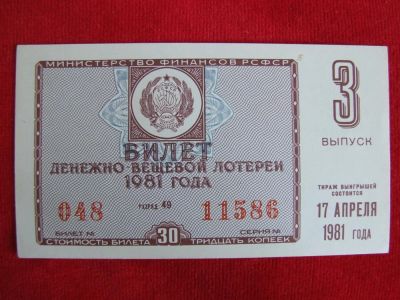 МИНИСТЕРСТВО ФИНАНСОВ РСФСР
БИЛЕТ
ДЕНЕЖНО ВЕЩЕВОЙ ЛОТЕРЕИ
1981 ГОДА
048 РАЗРЯД 49 11586
БИЛЕТ № СЕРИЯ №
СТОИМОСТЬ БИЛЕТА 30 ТРИДЦАТЬ КОПЕЕК
3
ВЫПУСК
ТИРАЖ ВЫИГРЫШЕЙ
СОСТОИТСЯ
17 АПРЕЛЯ
1981 ГОДА